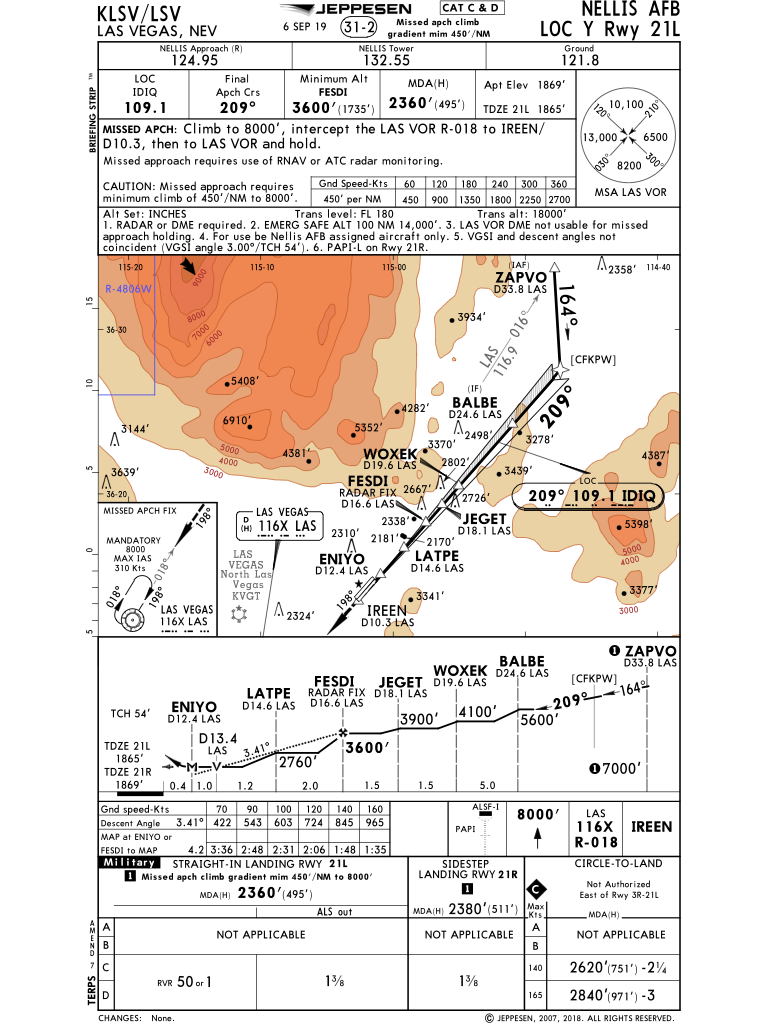 KLSV/LSV
LAS VEGAS, NEV
JEPPESEN
6 SEP 19
31-2
CAT C & D
Missed apch climb
gradient mim 450'/NM
NELLIS AFB
LOC Y Rwy 21L
BRIEFING STRIP TM
NELLIS Approach (R)
124.95
NELLIS Tower
132.55
Ground
121.8
LOC
IDIQ
109.1
Final
Apch Crs
209°
Minimum Alt
FESDI
3600' (1735')
MDA(H)
2360' (495')
Apt Elev 1869'
TDZE 21L 1865'
MISSED APCH: Climb to 8000', intercept the LAS VOR R-018 to IREEN/
D10.3, then to LAS VOR and hold.
Missed approach requires use of RNAV or ATC radar monitoring.
CAUTION: Missed approach requires
minimum climb of 450'/NM to 8000'.
Gnd Speed-Kts 60 120 180 240 300 360
450' per NM 450 900 1350 1800 2250 2700
120° 10,100 210°
13,000 6500
030° 8200 300°
MSA LAS VOR
Alt Set: INCHES Trans level: FL 180 Trans alt: 18000'
1. RADAR or DME required. 2. EMERG SAFE ALT 100 NM 14,000'. 3. LAS VOR DME not usable for missed
approach holding. 4. For use be Nellis AFB assigned aircraft only. 5. VGSI and descent angles not
coincident (VGSI angle 3.00°/TCH 54'). 6. PAPI-L on Rwy 21R.
115-20
115-10
115-00
114-40
R-4806W
9000
8000
7000
6000
36-30
15
10
5
0
5
(IAF)
ZAPVO
D33.8 LAS
2358'
164°
3934'
LAS
116.9
016°
[CFKPW]
209°
5408'
6910'
5352'
4282'
4381'
5000
4000
3000
3144'
3639'
36-20
(IF)
BALBE
D24.6 LAS
2498'
3278'
3370'
WOXEK
D19.6 LAS
2802'
3439'
4387'
FESDI
RADAR FIX
D16.6 LAS
2667'
2726'
LOC
209° 109.1 IDIQ
JEGET
D18.1 LAS
2338'
2181'
2170'
2310'
5398'
5000
4000
3377'
3000
LATPE
D14.6 LAS
ENIYO
D12.4 LAS
3341'
IREEN
D10.3 LAS
198°
MISSED APCH FIX
198°
MANDATORY
8000
MAX IAS
310 Kts
018°
018°
198°
LAS VEGAS
116X LAS
LAS VEGAS
D
(H)
116X LAS
LAS
VEGAS
North Las
Vegas
KVGT
2324'
1 ZAPVO
D33.8 LAS
BALBE
D24.6 LAS
[CFKPW]
164°
209°
WOXEK
D19.6 LAS
JEGET
D18.1 LAS
FESDI
RADAR FIX
D16.6 LAS
LATPE
D14.6 LAS
ENIYO
D12.4 LAS
D13.4
LAS
TCH 54'
TDZE 21L
1865'
TDZE 21R
1869'
M V
3.41°
2760'
3600'
3900'
4100'
5600'
1 7000'
0.4 1.0 1.2 2.0 1.5 1.5 5.0
Gnd speed-Kts 70 90 100 120 140 160
Descent Angle 3.41° 422 543 603 724 845 965
MAP at ENIYO or
FESDI to MAP 4.2 3:36 2:48 2:31 2:06 1:48 1:35
ALSF-I
PAPI
8000'
LAS
116X
R-018
IREEN
Military
STRAIGHT-IN LANDING RWY 21L
1 Missed apch climb gradient mim 450'/NM to 8000'
MDA(H) 2360' (495')
ALS out
SIDESTEP
LANDING RWY 21R
1
MDA(H) 2380' (511')
C
CIRCLE-TO-LAND
Not Authorized
East of Rwy 3R-21L
Max
Kts
MDA(H)
A
B
NOT APPLICABLE
NOT APPLICABLE
A
B
NOT APPLICABLE
C
D
RVR 50 or 1
1⅜
1⅜
140 2620' (751') -2¼
165 2840' (971') -3
AMEND 7
TERPS
CHANGES: None.
© JEPPESEN, 2007, 2018. ALL RIGHTS RESERVED.